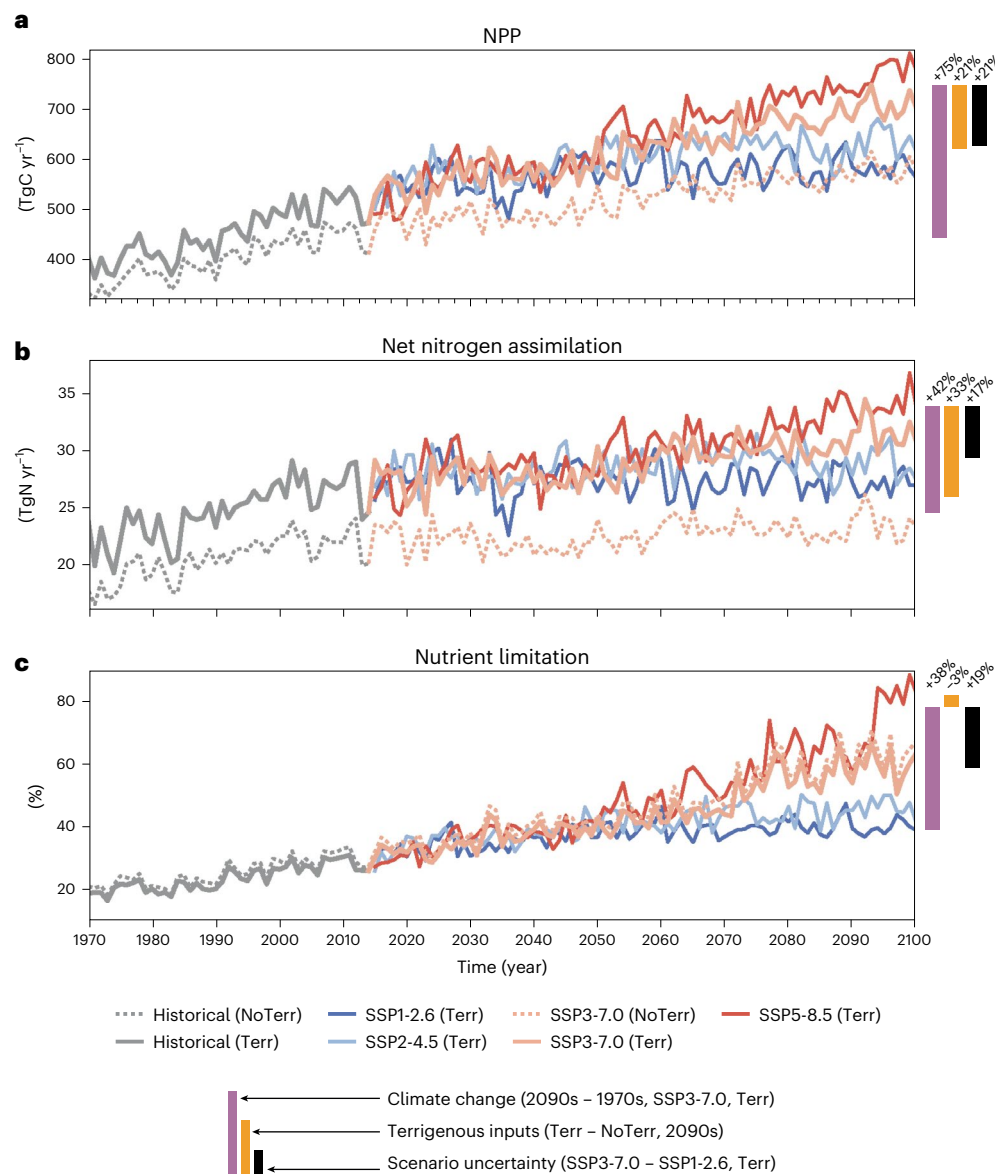 a
NPP
+75%
+21%
+21%
800
700
600
500
400
(TgC yr⁻¹)
b
Net nitrogen assimilation
+42%
+33%
+17%
35
30
25
20
(TgN yr⁻¹)
c
Nutrient limitation
+38%
−3%
+19%
80
60
40
20
(%)
1970 1980 1990 2000 2010 2020 2030 2040 2050 2060 2070 2080 2090 2100
Time (year)
Historical (NoTerr) SSP1-2.6 (Terr) SSP3-7.0 (NoTerr) SSP5-8.5 (Terr)
Historical (Terr) SSP2-4.5 (Terr) SSP3-7.0 (Terr)
Climate change (2090s – 1970s, SSP3-7.0, Terr)
Terrigenous inputs (Terr – NoTerr, 2090s)
Scenario uncertainty (SSP3-7.0 – SSP1-2.6, Terr)